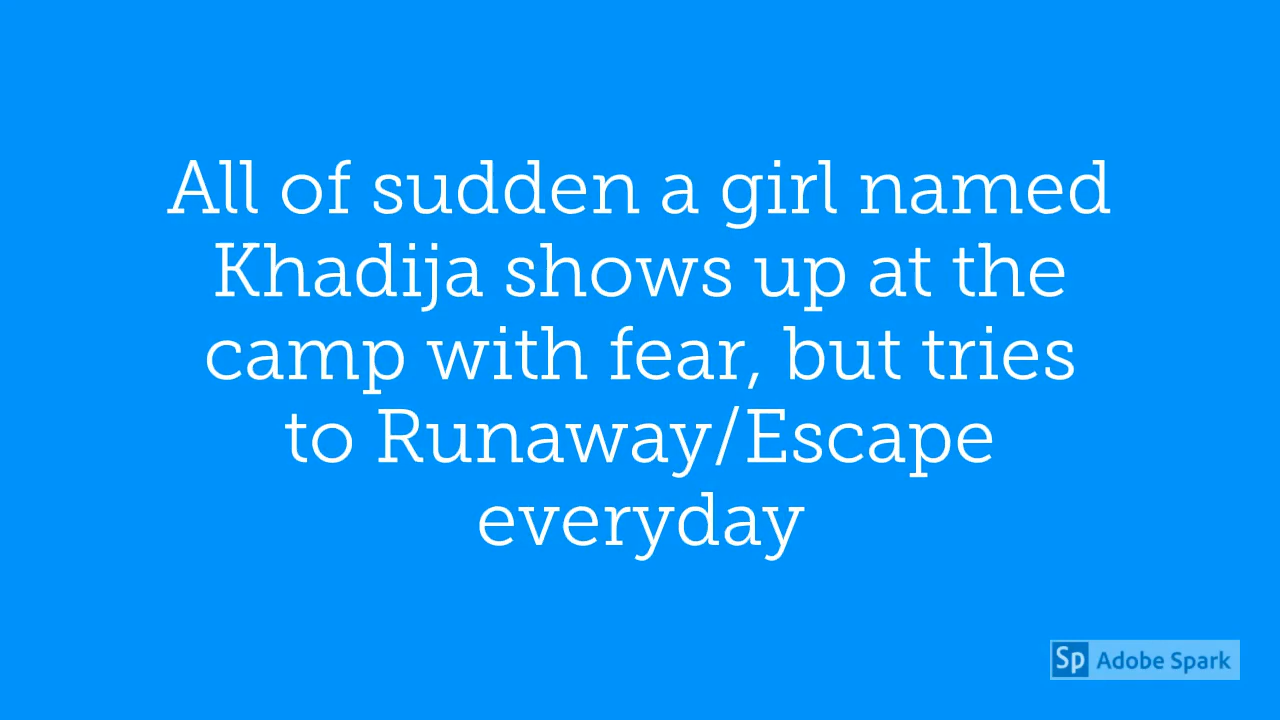 All of sudden a girl named
Khadija shows up at the
camp with fear, but tries
to Runaway/Escape
everyday
Sp Adobe Spark